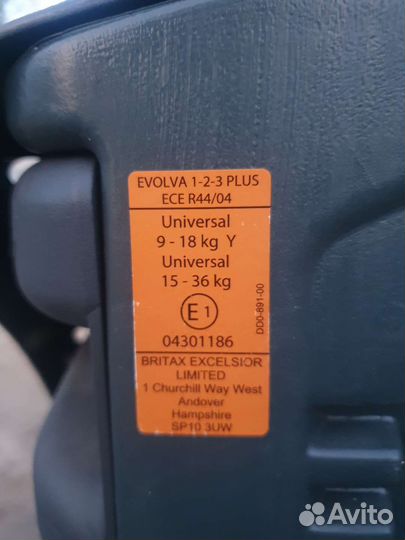 EVOLVA 1-2-3 PLUS
ECE R44/04
Universal
9 - 18 kg Y
Universal
15 - 36 kg
E1
04301186
BRITAX EXCELSIOR
LIMITED
1 Churchill Way West
Andover
Hampshire
SP10 3UW
DD0-891-00
Avito